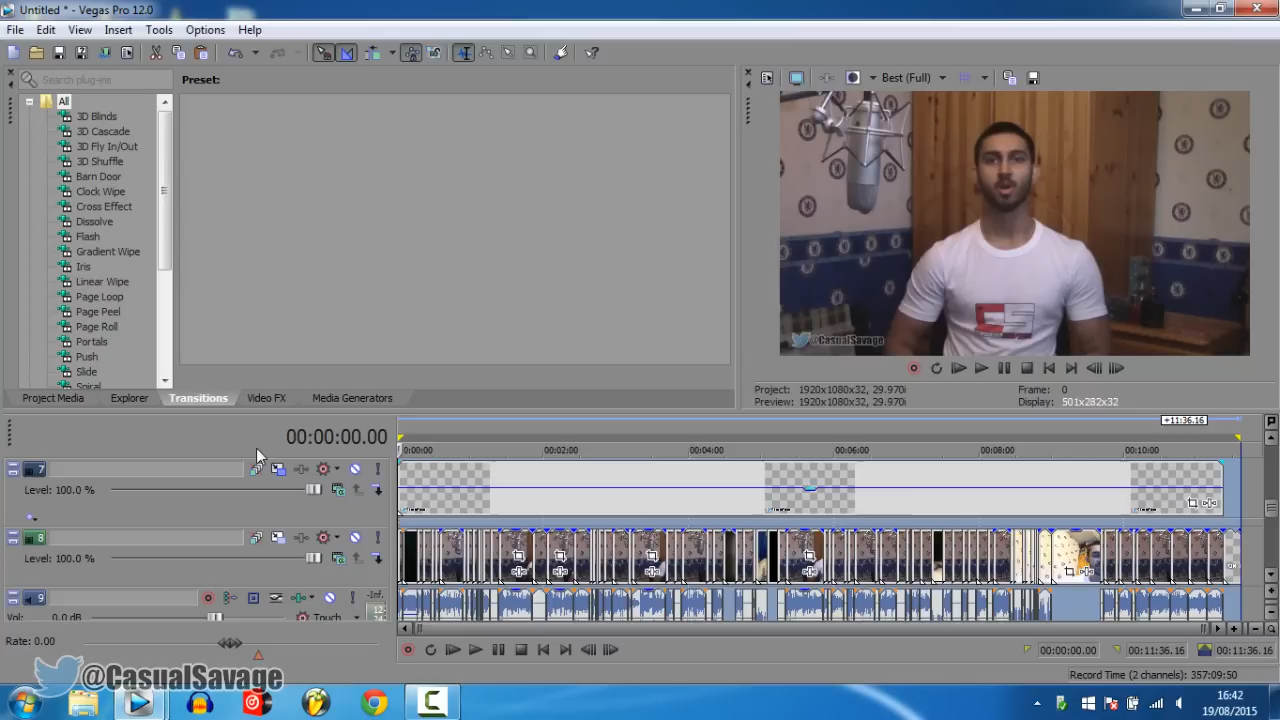 Untitled * - Vegas Pro 12.0
File Edit View Insert Tools Options Help
Search plug-ins
Preset:
All
3D Blinds
3D Cascade
3D Fly In/Out
3D Shuffle
Barn Door
Clock Wipe
Cross Effect
Dissolve
Flash
Gradient Wipe
Iris
Linear Wipe
Page Loop
Page Peel
Page Roll
Portals
Push
Slide
Spiral
Best (Full)
CS
@CasualSavage
Project: 1920x1080x32, 29.970i
Preview: 1920x1080x32, 29.970i
Frame: 0
Display: 501x282x32
Project Media Explorer Transitions Video FX Media Generators
00:00:00.00
+11:36.16
0:00:00 00:02:00 00:04:00 00:06:00 00:08:00 00:10:00
7
Level: 100.0 %
8
Level: 100.0 %
9
-Inf.
Vol: 0.0 dB Touch
12-
Rate: 0.00
00:00:00.00 00:11:36.16 00:11:36.16
Record Time (2 channels): 357:09:50
@CasualSavage
16:42
19/08/2015